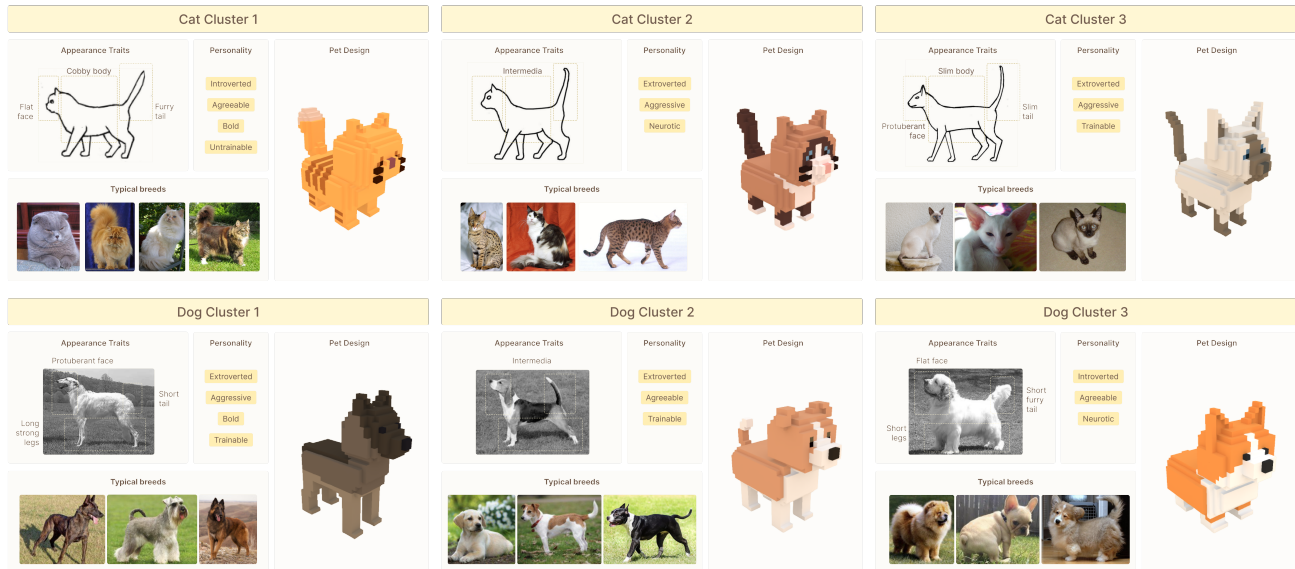 Cat Cluster 1
Appearance Traits
Cobby body
Flat
face
Furry
tail
Personality
Introverted
Agreeable
Bold
Untrainable
Pet Design
Typical breeds
Cat Cluster 2
Appearance Traits
Intermedia
Personality
Extroverted
Aggressive
Neurotic
Pet Design
Typical breeds
Cat Cluster 3
Appearance Traits
Slim body
Slim
tail
Protuberant
face
Personality
Extroverted
Aggressive
Trainable
Pet Design
Typical breeds
Dog Cluster 1
Appearance Traits
Protuberant face
Short
tail
Long
strong
legs
Personality
Extroverted
Aggressive
Bold
Trainable
Pet Design
Typical breeds
Dog Cluster 2
Appearance Traits
Intermedia
Personality
Extroverted
Agreeable
Trainable
Pet Design
Typical breeds
Dog Cluster 3
Appearance Traits
Flat face
Short
furry
tail
Short
legs
Personality
Introverted
Agreeable
Neurotic
Pet Design
Typical breeds